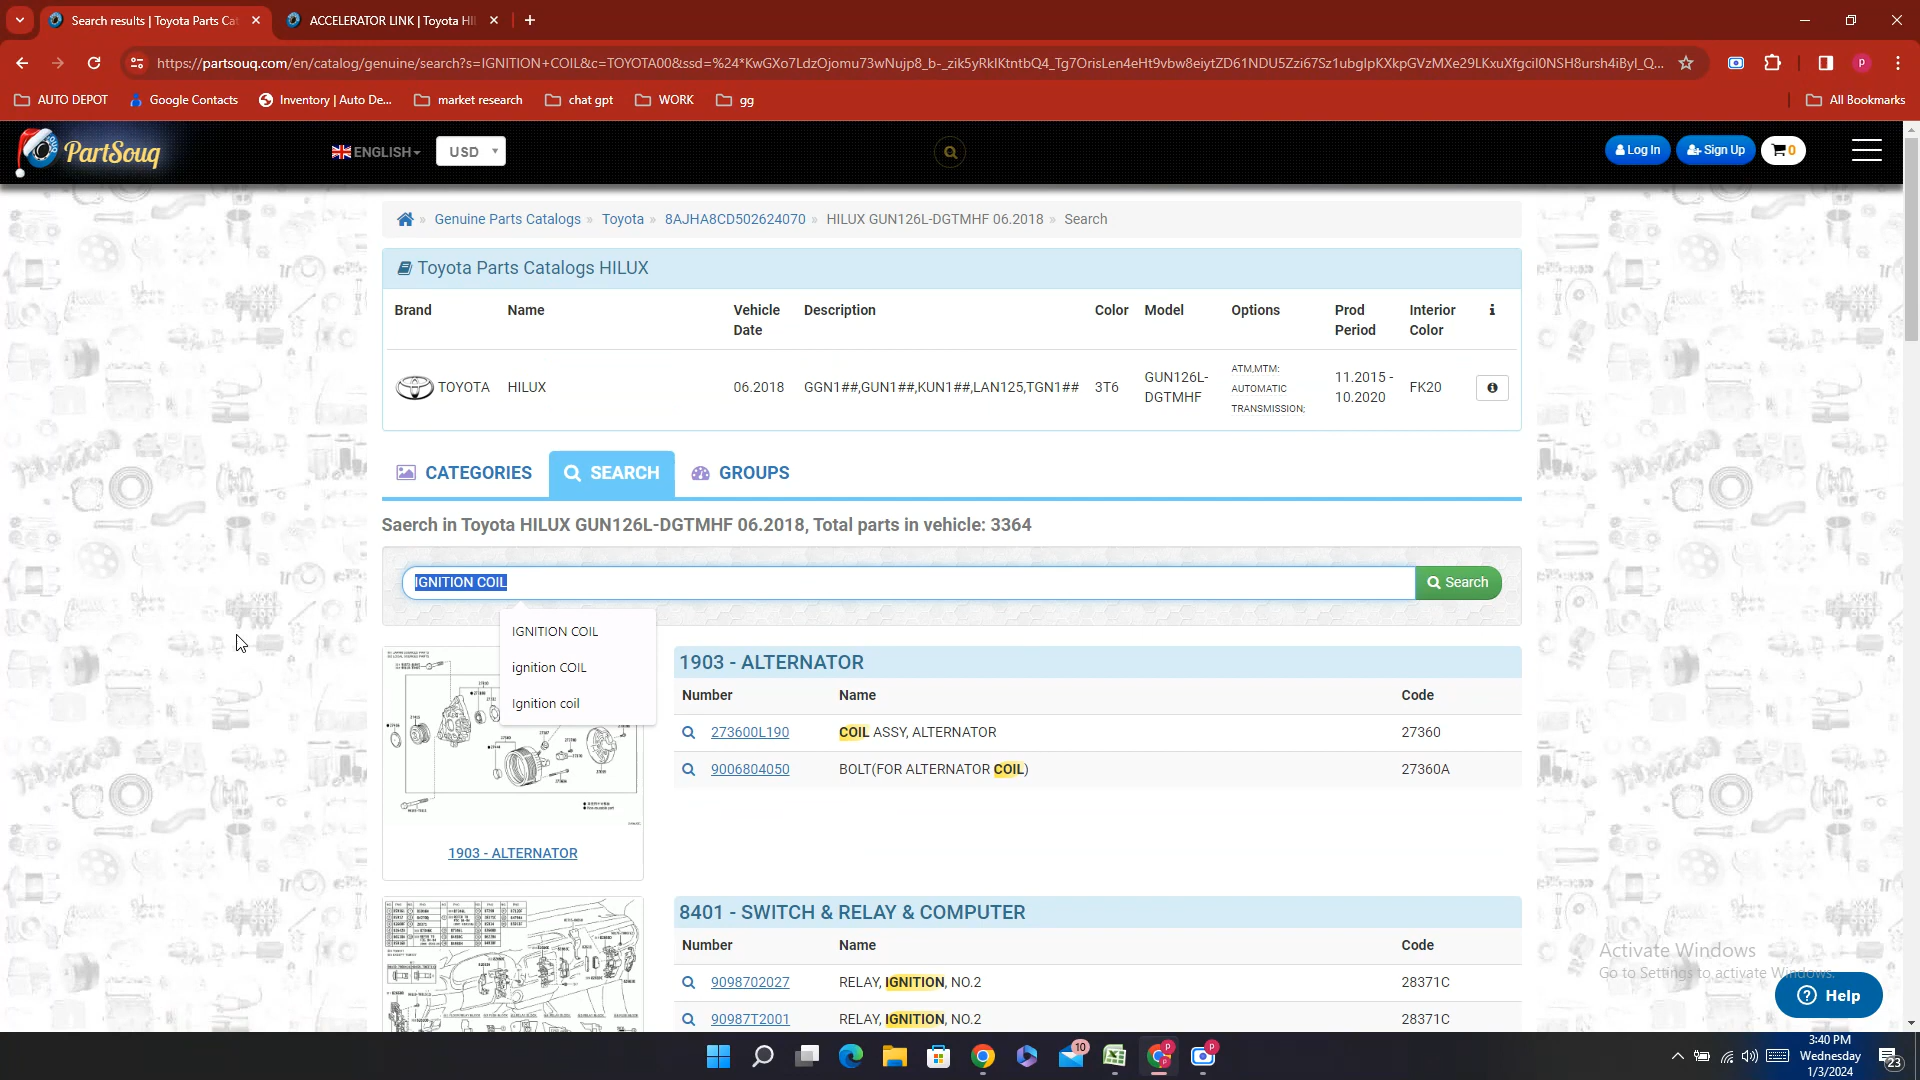 Search results | Toyota Parts Cat
ACCELERATOR LINK | Toyota HI
https://partsouq.com/en/catalog/genuine/search?s=IGNITION+COIL&c=TOYOTA00&ssd=%24*KwGXo7LdzOjomu73wNujp8_b-_zik5yRkIKtntbQ4_Tg7OrisLen4eHt9vbw8eiytZD61NDU5Zzi67Sz1ubglpKXkpGVzMXe29LKxuXfgciI0NSH8ursh4iByI_Q...
AUTO DEPOT
Google Contacts
Inventory | Auto De...
market research
chat gpt
WORK
gg
All Bookmarks
PartSouq
ENGLISH
USD
Log In
Sign Up
0
» Genuine Parts Catalogs » Toyota » 8AJHA8CD502624070 » HILUX GUN126L-DGTMHF 06.2018 » Search
Toyota Parts Catalogs HILUX
Brand Name Vehicle Date Description Color Model Options Prod Period Interior Color
TOYOTA HILUX 06.2018 GGN1##,GUN1##,KUN1##,LAN125,TGN1## 3T6 GUN126L-DGTMHF ATM,MTM: AUTOMATIC TRANSMISSION; 11.2015 - 10.2020 FK20
CATEGORIES
SEARCH
GROUPS
Saerch in Toyota HILUX GUN126L-DGTMHF 06.2018, Total parts in vehicle: 3364
IGNITION COIL
Search
IGNITION COIL
ignition COIL
Ignition coil
1903 - ALTERNATOR
Number Name Code
273600L190 COIL ASSY, ALTERNATOR 27360
9006804050 BOLT(FOR ALTERNATOR COIL) 27360A
1903 - ALTERNATOR
8401 - SWITCH & RELAY & COMPUTER
Number Name Code
9098702027 RELAY, IGNITION, NO.2 28371C
90987T2001 RELAY, IGNITION, NO.2 28371C
Activate Windows
Go to Settings to activate Windows.
Help
10
3:40 PM
Wednesday
1/3/2024
23